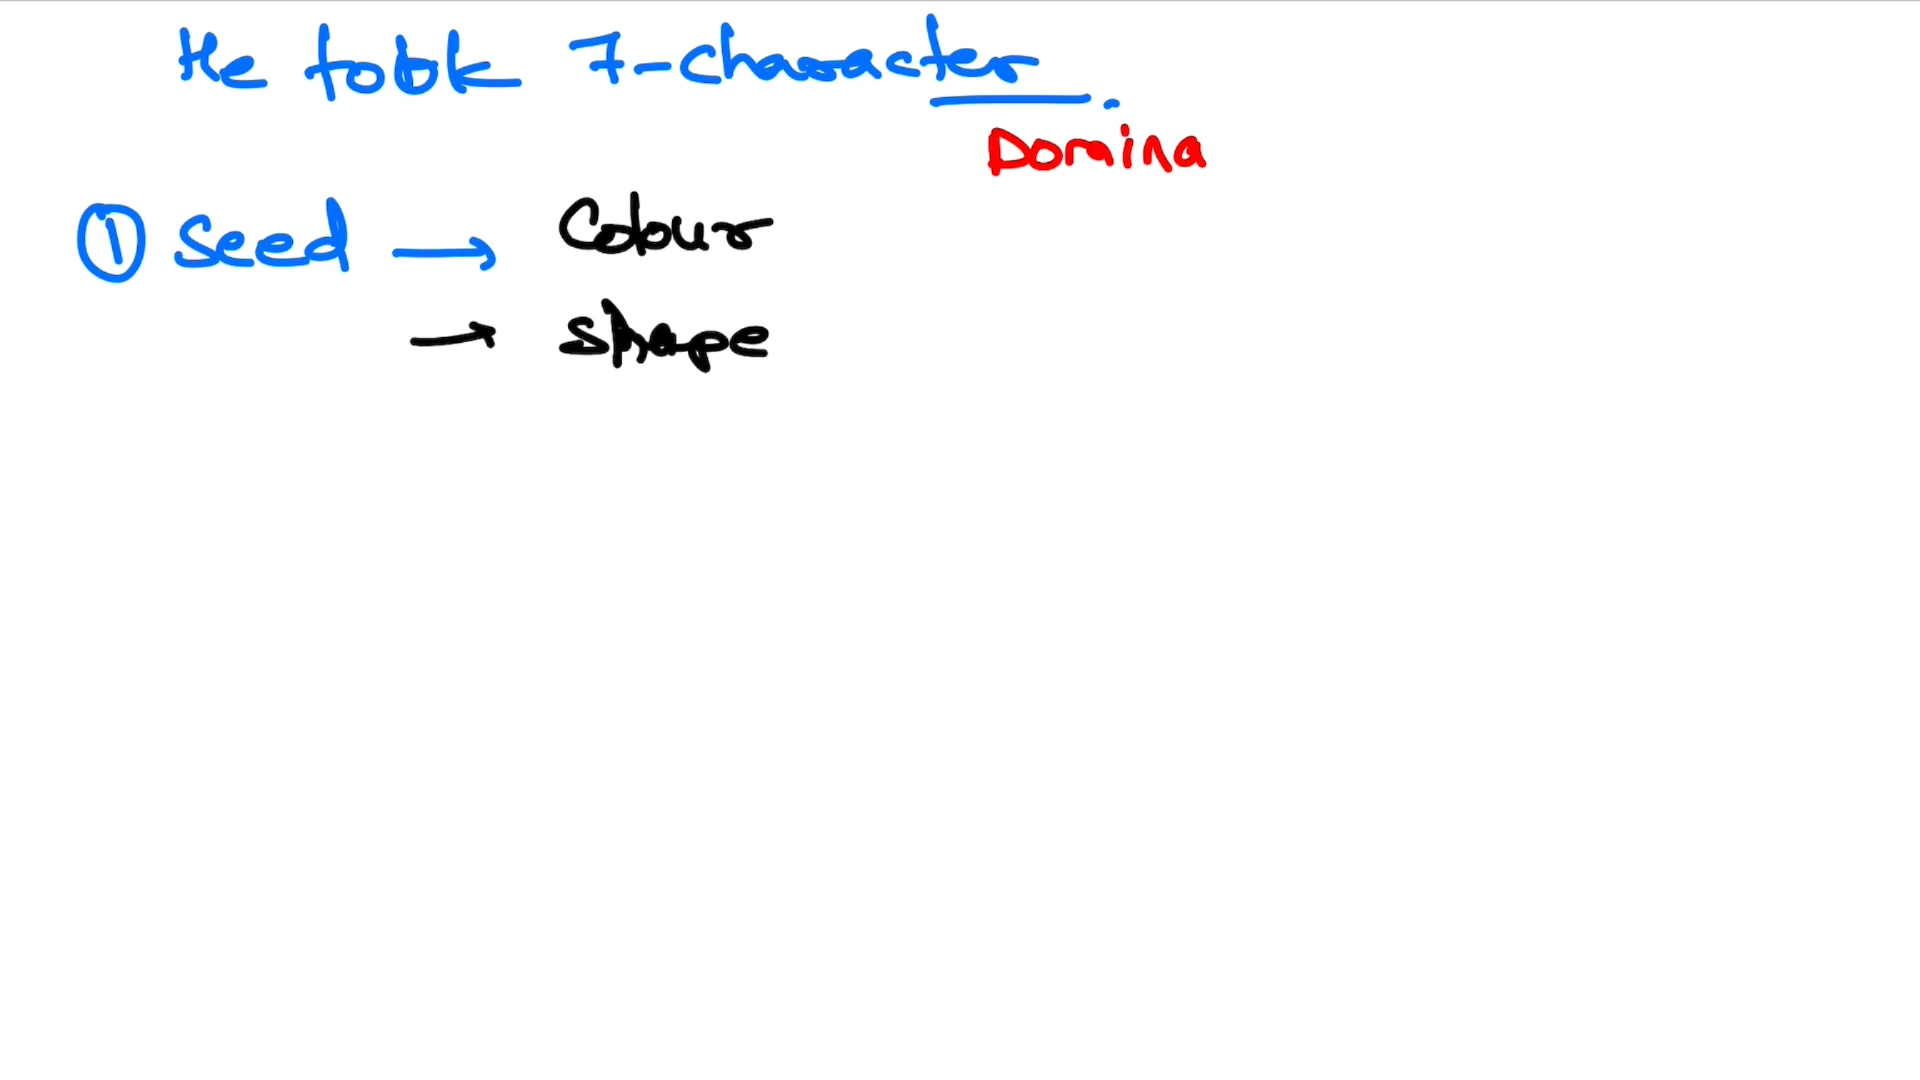 He took 7-character.
Domina
① Seed → Colour
→ Shape